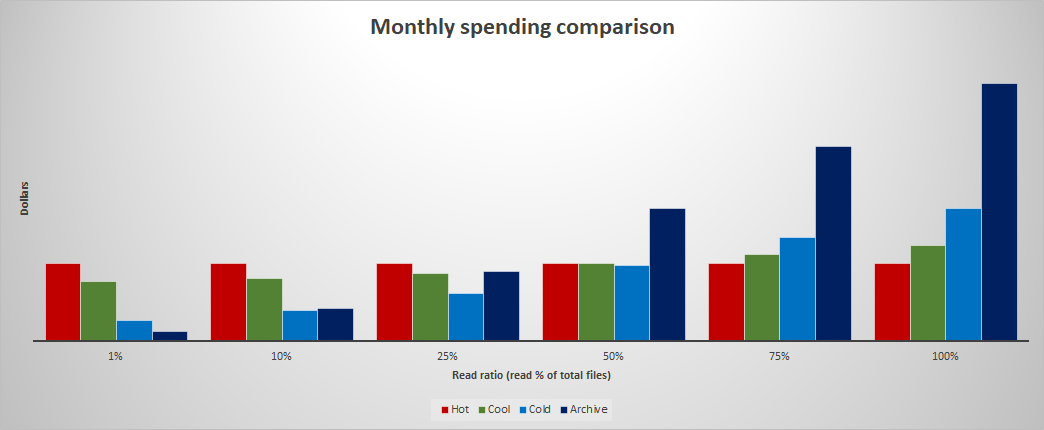 Monthly spending comparison
Dollars
1% 10% 25% 50% 75% 100%
Read ratio (read % of total files)
Hot Cool Cold Archive